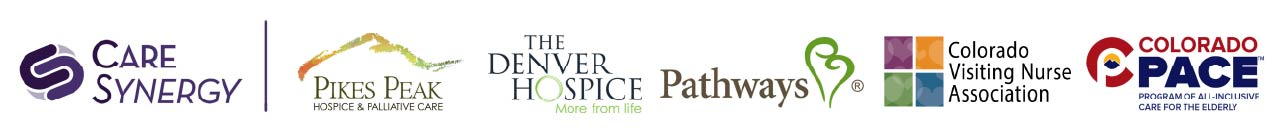 CARE
SYNERGY
PIKES PEAK
HOSPICE & PALLIATIVE CARE
THE
DENVER
HOSPICE
More from life
Pathways®
Colorado
Visiting Nurse
Association
COLORADO
PACE™
PROGRAM OF ALL-INCLUSIVE
CARE FOR THE ELDERLY